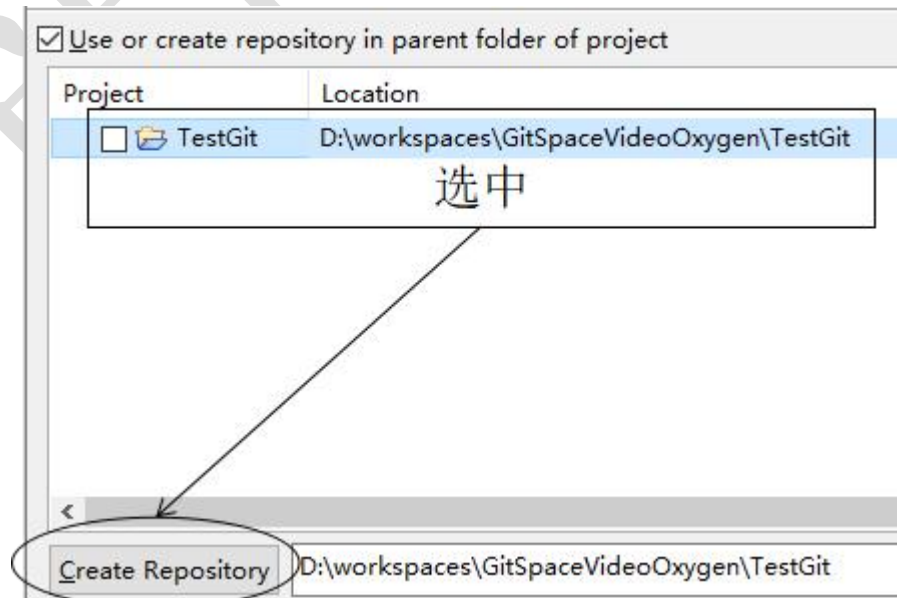 Use or create repository in parent folder of project
Project Location
TestGit D:\workspaces\GitSpaceVideoOxygen\TestGit
选中
Create Repository D:\workspaces\GitSpaceVideoOxygen\TestGit